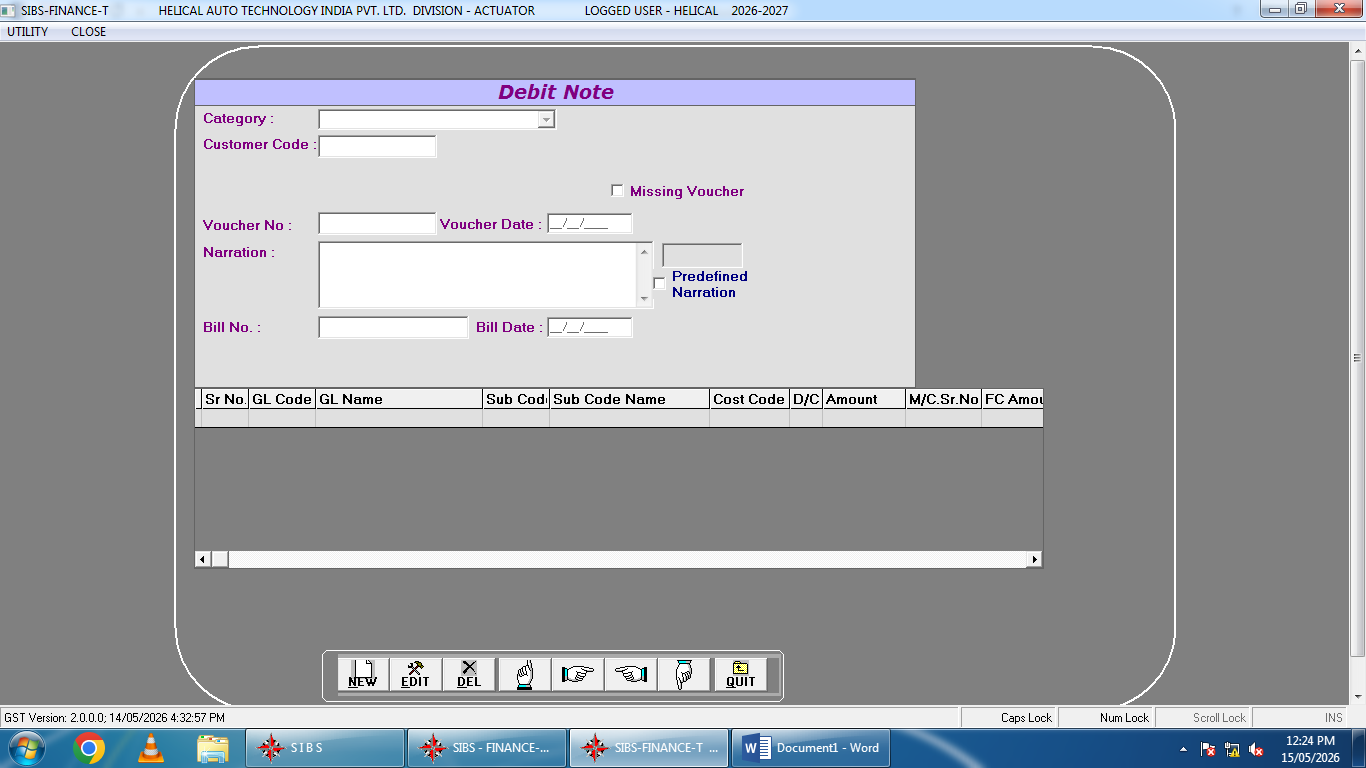 SIBS-FINANCE-T HELICAL AUTO TECHNOLOGY INDIA PVT. LTD. DIVISION - ACTUATOR LOGGED USER - HELICAL 2026-2027
UTILITY CLOSE
Debit Note
Category :
Customer Code :
Missing Voucher
Voucher No : Voucher Date : __/__/____
Narration :
Predefined
Narration
Bill No. : Bill Date : __/__/____
Sr No. GL Code GL Name Sub Code Sub Code Name Cost Code D/C Amount M/C.Sr.No FC Amou
NEW EDIT DEL QUIT
GST Version: 2.0.0.0; 14/05/2026 4:32:57 PM Caps Lock Num Lock Scroll Lock INS
S I B S SIBS - FINANCE-... SIBS-FINANCE-T ... Document1 - Word
12:24 PM
15/05/2026